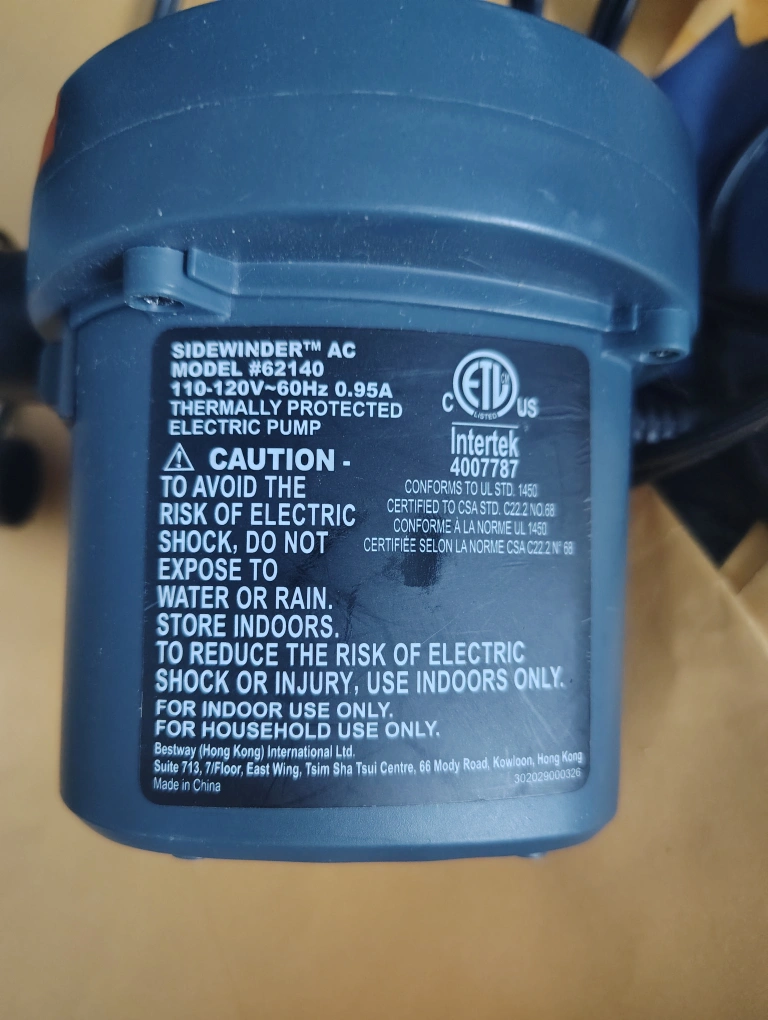 SIDEWINDER™ AC
MODEL #62140
110-120V~60Hz 0.95A
THERMALLY PROTECTED
ELECTRIC PUMP
ETL CM
LISTED
C US
Intertek
4007787
CONFORMS TO UL STD. 1450
CERTIFIED TO CSA STD. C22.2 NO.68
CONFORME À LA NORME UL 1450
CERTIFIÉE SELON LA NORME CSA C22.2 N° 68
CAUTION -
TO AVOID THE
RISK OF ELECTRIC
SHOCK, DO NOT
EXPOSE TO
WATER OR RAIN.
STORE INDOORS.
TO REDUCE THE RISK OF ELECTRIC
SHOCK OR INJURY, USE INDOORS ONLY.
FOR INDOOR USE ONLY.
FOR HOUSEHOLD USE ONLY.
Bestway (Hong Kong) International Ltd.
Suite 713, 7/Floor, East Wing, Tsim Sha Tsui Centre, 66 Mody Road, Kowloon, Hong Kong
Made in China
302029000326